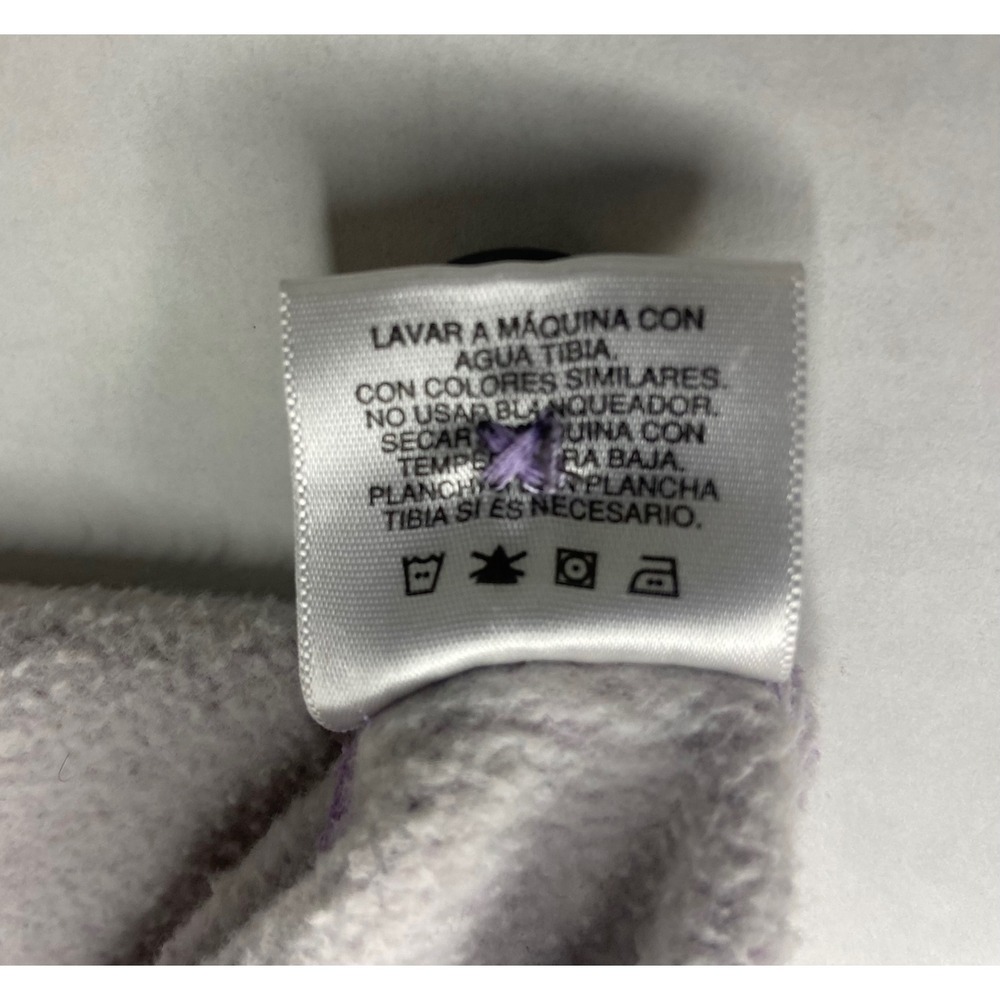 LAVAR A MÁQUINA CON
AGUA TIBIA.
CON COLORES SIMILARES.
NO USAR BLANQUEADOR.
SECAR CON
BAJA.
PLANCHA
TIBIA SI ES NECESARIO.